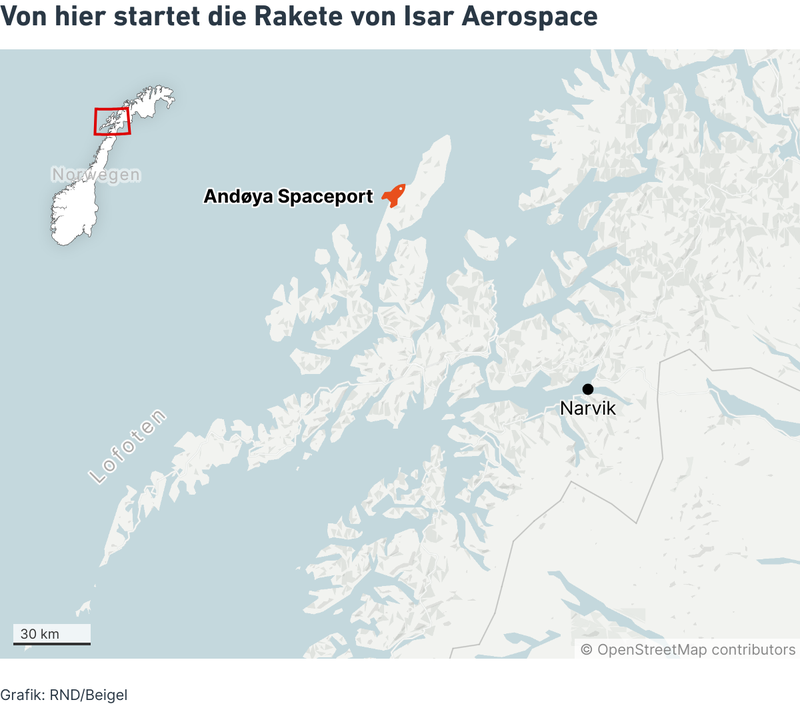 Von hier startet die Rakete von Isar Aerospace
Norwegen
Andøya Spaceport
Narvik
Lofoten
30 km
© OpenStreetMap contributors
Grafik: RND/Beigel